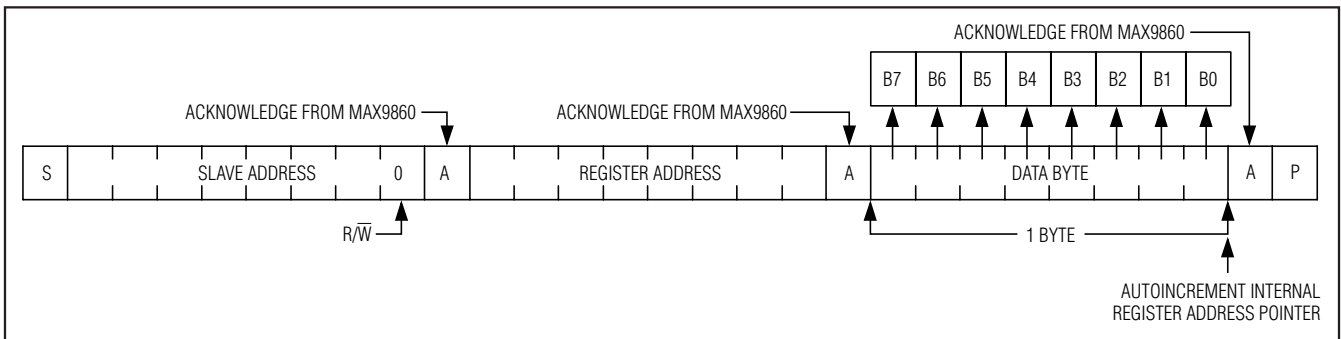 ACKNOWLEDGE FROM MAX9860
B7 B6 B5 B4 B3 B2 B1 B0
ACKNOWLEDGE FROM MAX9860 ACKNOWLEDGE FROM MAX9860
S SLAVE ADDRESS 0 A REGISTER ADDRESS A DATA BYTE A P
R/W̅ 1 BYTE
AUTOINCREMENT INTERNAL
REGISTER ADDRESS POINTER